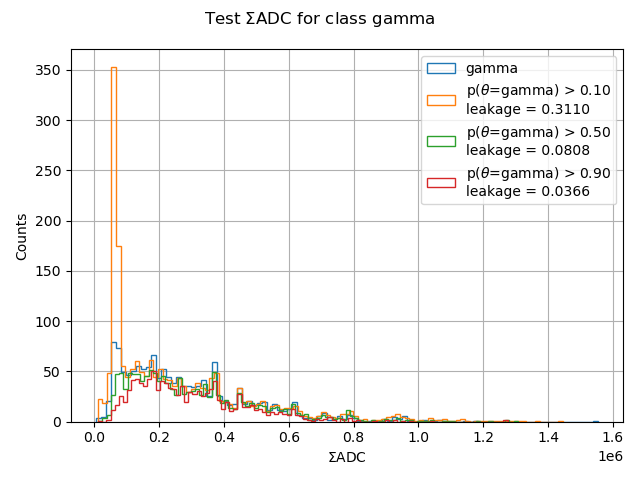 Test ΣADC for class gamma
gamma
p(θ=gamma) > 0.10
leakage = 0.3110
p(θ=gamma) > 0.50
leakage = 0.0808
p(θ=gamma) > 0.90
leakage = 0.0366
Counts
350
300
250
200
150
100
50
0
0.0 0.2 0.4 0.6 0.8 1.0 1.2 1.4 1.6
1e6
ΣADC